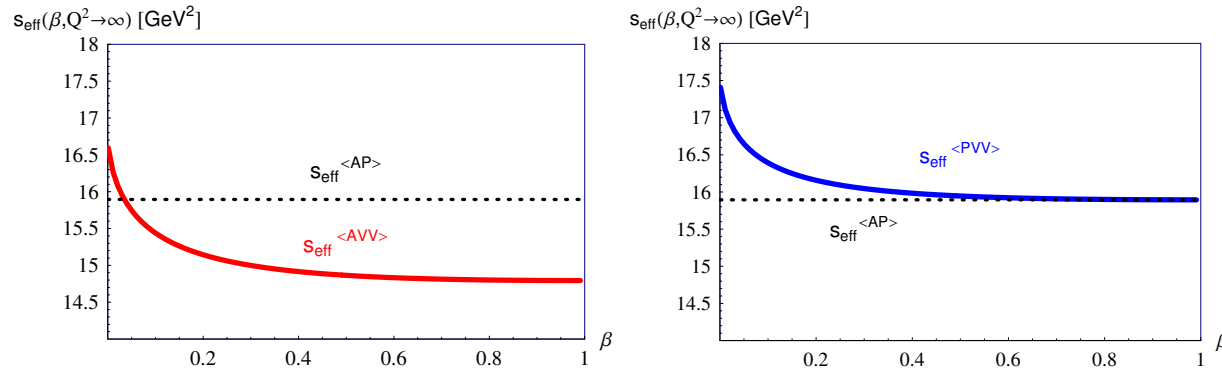 s_eff(β,Q²→∞) [GeV²]
18
17.5
17
16.5
16
15.5
15
14.5
s_eff^<AP>
s_eff^<AVV>
0.2 0.4 0.6 0.8 1 β
s_eff(β,Q²→∞) [GeV²]
18
17.5
17
16.5
16
15.5
15
14.5
s_eff^<PVV>
s_eff^<AP>
0.2 0.4 0.6 0.8 1 β